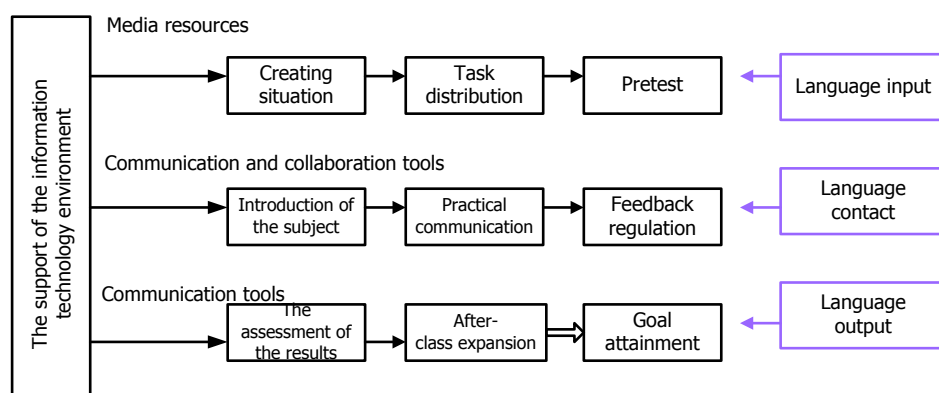 The support of the information
technology environment
Media resources
Creating
situation
Task
distribution
Pretest
Language input
Communication and collaboration tools
Introduction of
the subject
Practical
communication
Feedback
regulation
Language
contact
Communication tools
The
assessment of
the results
After-
class expansion
Goal
attainment
Language
output